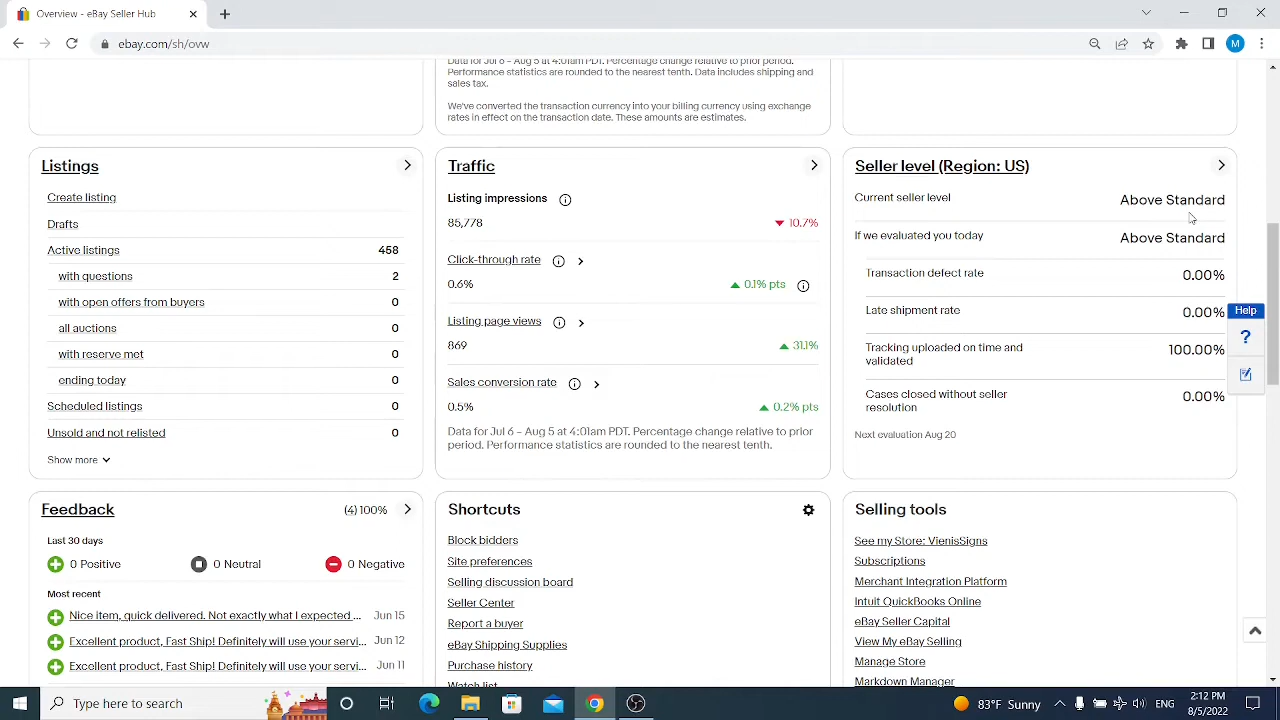 Overview - eBay Seller Hub
ebay.com/sh/ovw
M
Data for Jul 6 - Aug 5 at 4:01am PDT. Percentage change relative to prior period.
Performance statistics are rounded to the nearest tenth. Data includes shipping and
sales tax.
We've converted the transaction currency into your billing currency using exchange
rates in effect on the transaction date. These amounts are estimates.
Listings
Create listing
Drafts
Active listings 458
with questions 2
with open offers from buyers 0
all auctions 0
with reserve met 0
ending today 0
Scheduled listings 0
Unsold and not relisted 0
Show more
Traffic
Listing impressions
85,778 10.7%
Click-through rate
0.6% 0.1% pts
Listing page views
869 31.1%
Sales conversion rate
0.5% 0.2% pts
Data for Jul 6 - Aug 5 at 4:01am PDT. Percentage change relative to prior
period. Performance statistics are rounded to the nearest tenth.
Seller level (Region: US)
Current seller level Above Standard
If we evaluated you today Above Standard
Transaction defect rate 0.00%
Late shipment rate 0.00%
Tracking uploaded on time and
validated 100.00%
Cases closed without seller
resolution 0.00%
Next evaluation Aug 20
Help
?
Feedback (4) 100%
Last 30 days
0 Positive 0 Neutral 0 Negative
Most recent
Nice item, quick delivered. Not exactly what I expected ... Jun 15
Excellent product, Fast Ship! Definitely will use your servi... Jun 12
Excellent product, Fast Ship! Definitely will use your servi... Jun 11
Shortcuts
Block bidders
Site preferences
Selling discussion board
Seller Center
Report a buyer
eBay Shipping Supplies
Purchase history
Watch list
Selling tools
See my Store: VienisSigns
Subscriptions
Merchant Integration Platform
Intuit QuickBooks Online
eBay Seller Capital
View My eBay Selling
Manage Store
Markdown Manager
Type here to search
83°F Sunny
ENG
2:12 PM
8/5/2022